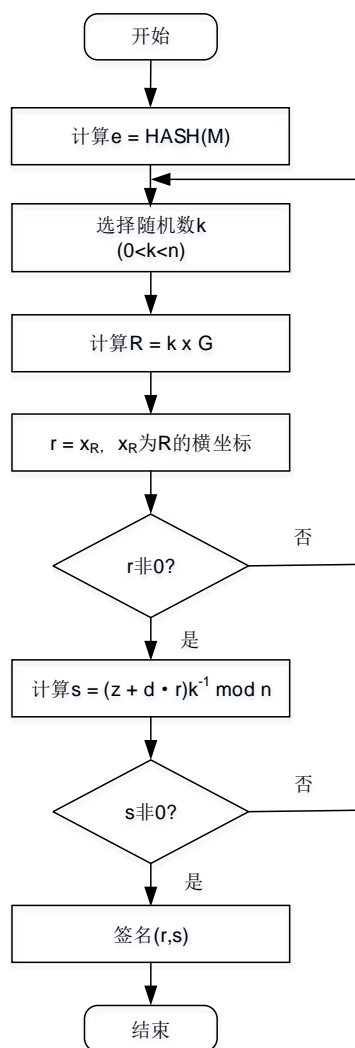 开始
计算e = HASH(M)
选择随机数k
(0<k<n)
计算R = k x G
r = x_R, x_R为R的横坐标
r非0?
否
是
计算s = (z + d • r)k^-1 mod n
s非0?
否
是
签名(r,s)
结束